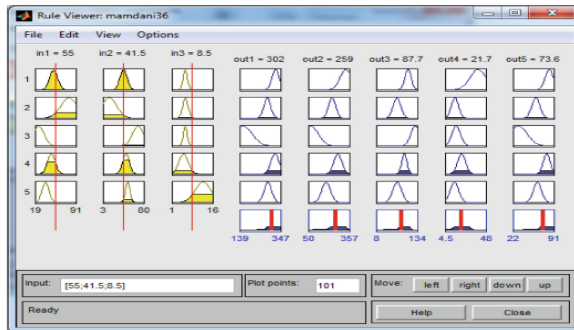 Rule Viewer: mamdani36
File Edit View Options
in1 = 55 in2 = 41.5 in3 = 8.5 out1 = 302 out2 = 259 out3 = 87.7 out4 = 21.7 out5 = 73.6
1
2
3
4
5
19 91 3 80 1 16
139 347 50 357 8 134 4.5 48 22 91
Input: [55;41.5;8.5] Plot points: 101 Move: left right down up
Ready Help Close